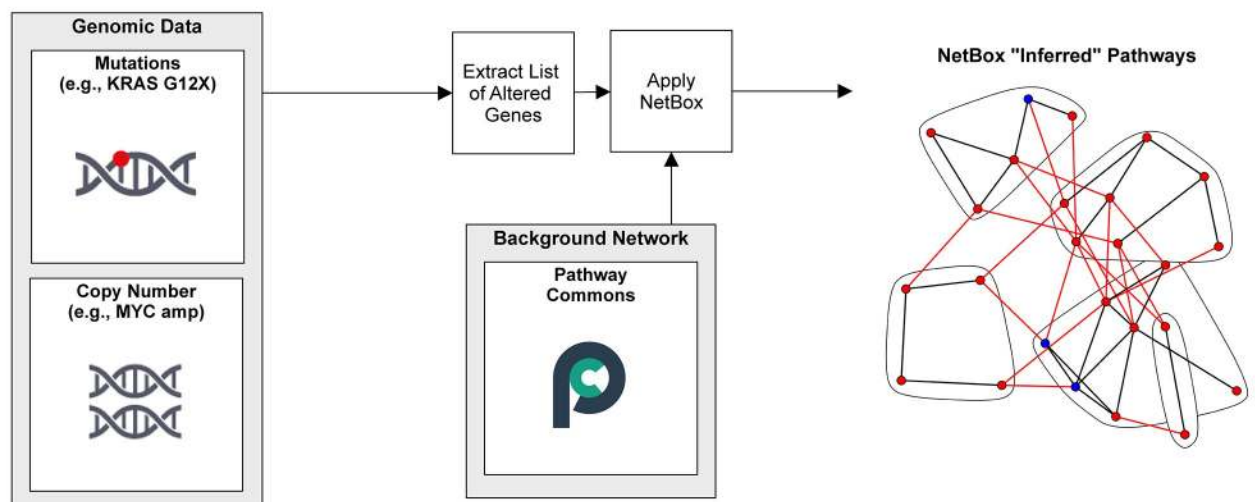 Genomic Data
Mutations
(e.g., KRAS G12X)
Copy Number
(e.g., MYC amp)
Extract List
of Altered
Genes
Apply
NetBox
Background Network
Pathway
Commons
NetBox "Inferred" Pathways